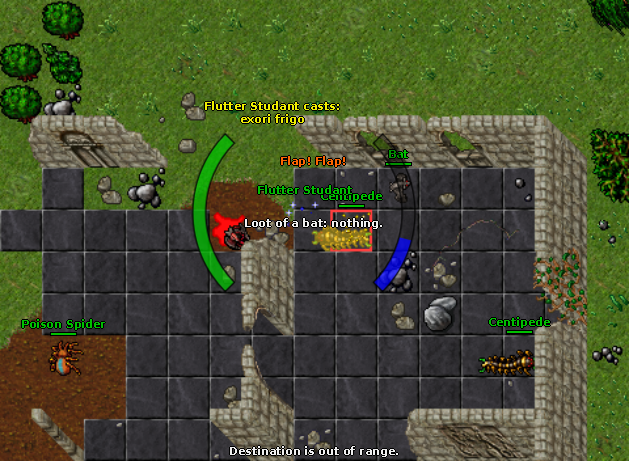 Flutter Studant casts:
exori frigo
Flap! Flap!
Bat
Flutter Studant
Centipede
Loot of a bat: nothing.
Poison Spider
Centipede
Destination is out of range.